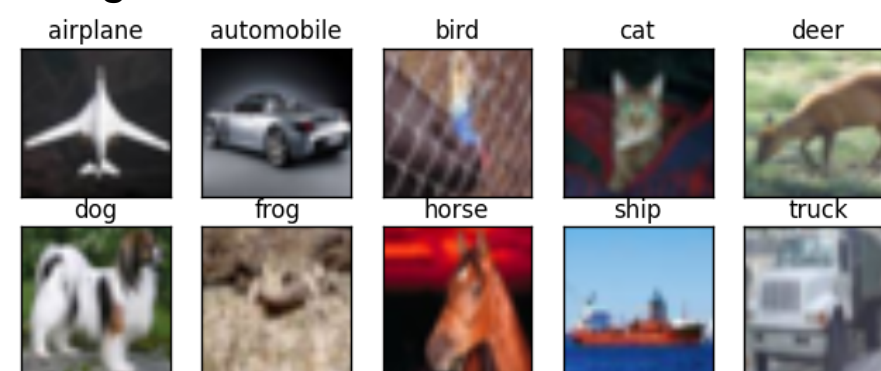 airplane automobile bird cat deer
dog frog horse ship truck